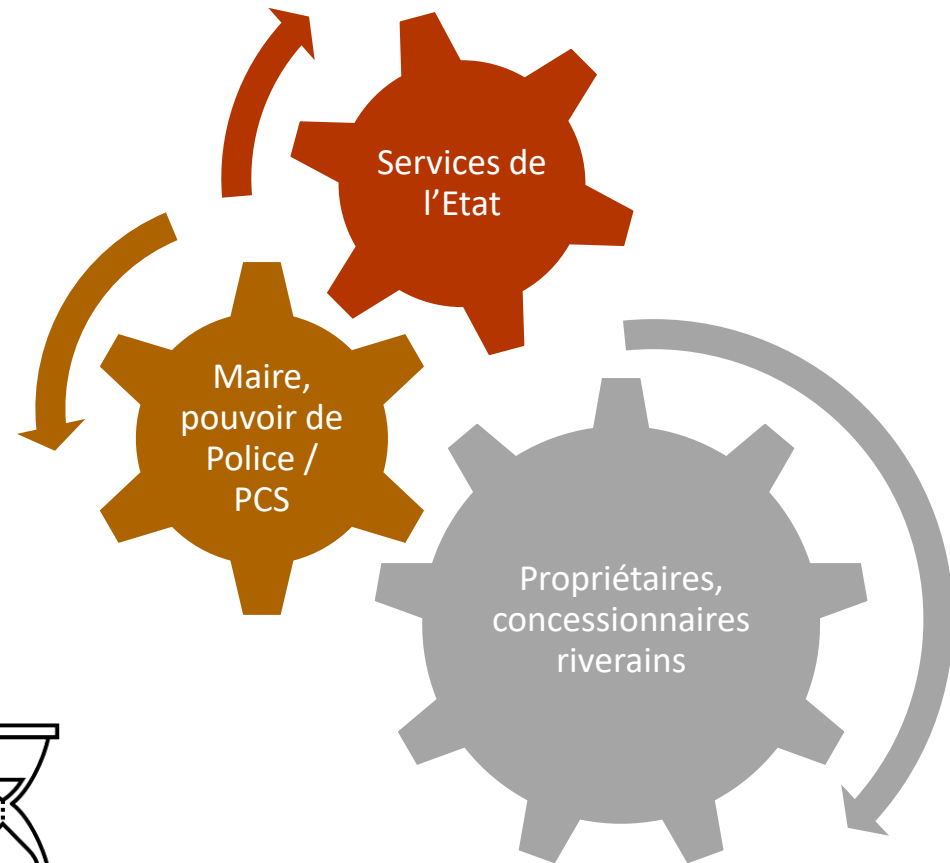 Services de
l’Etat
Maire,
pouvoir de
Police /
PCS
Propriétaires,
concessionnaires
riverains